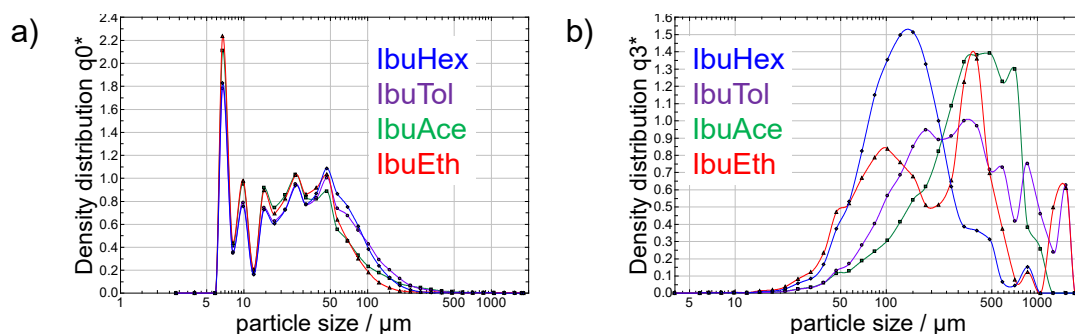 a)
Density distribution q0*
2.4
2.2
2.0
1.8
1.6
1.4
1.2
1.0
0.8
0.6
0.4
0.2
0.0
IbuHex
IbuTol
IbuAce
IbuEth
1 5 10 50 100 500 1000
particle size / µm
b)
Density distribution q3*
1.6
1.5
1.4
1.3
1.2
1.1
1.0
0.9
0.8
0.7
0.6
0.5
0.4
0.3
0.2
0.1
0.0
IbuHex
IbuTol
IbuAce
IbuEth
5 10 50 100 500 1000
particle size / µm